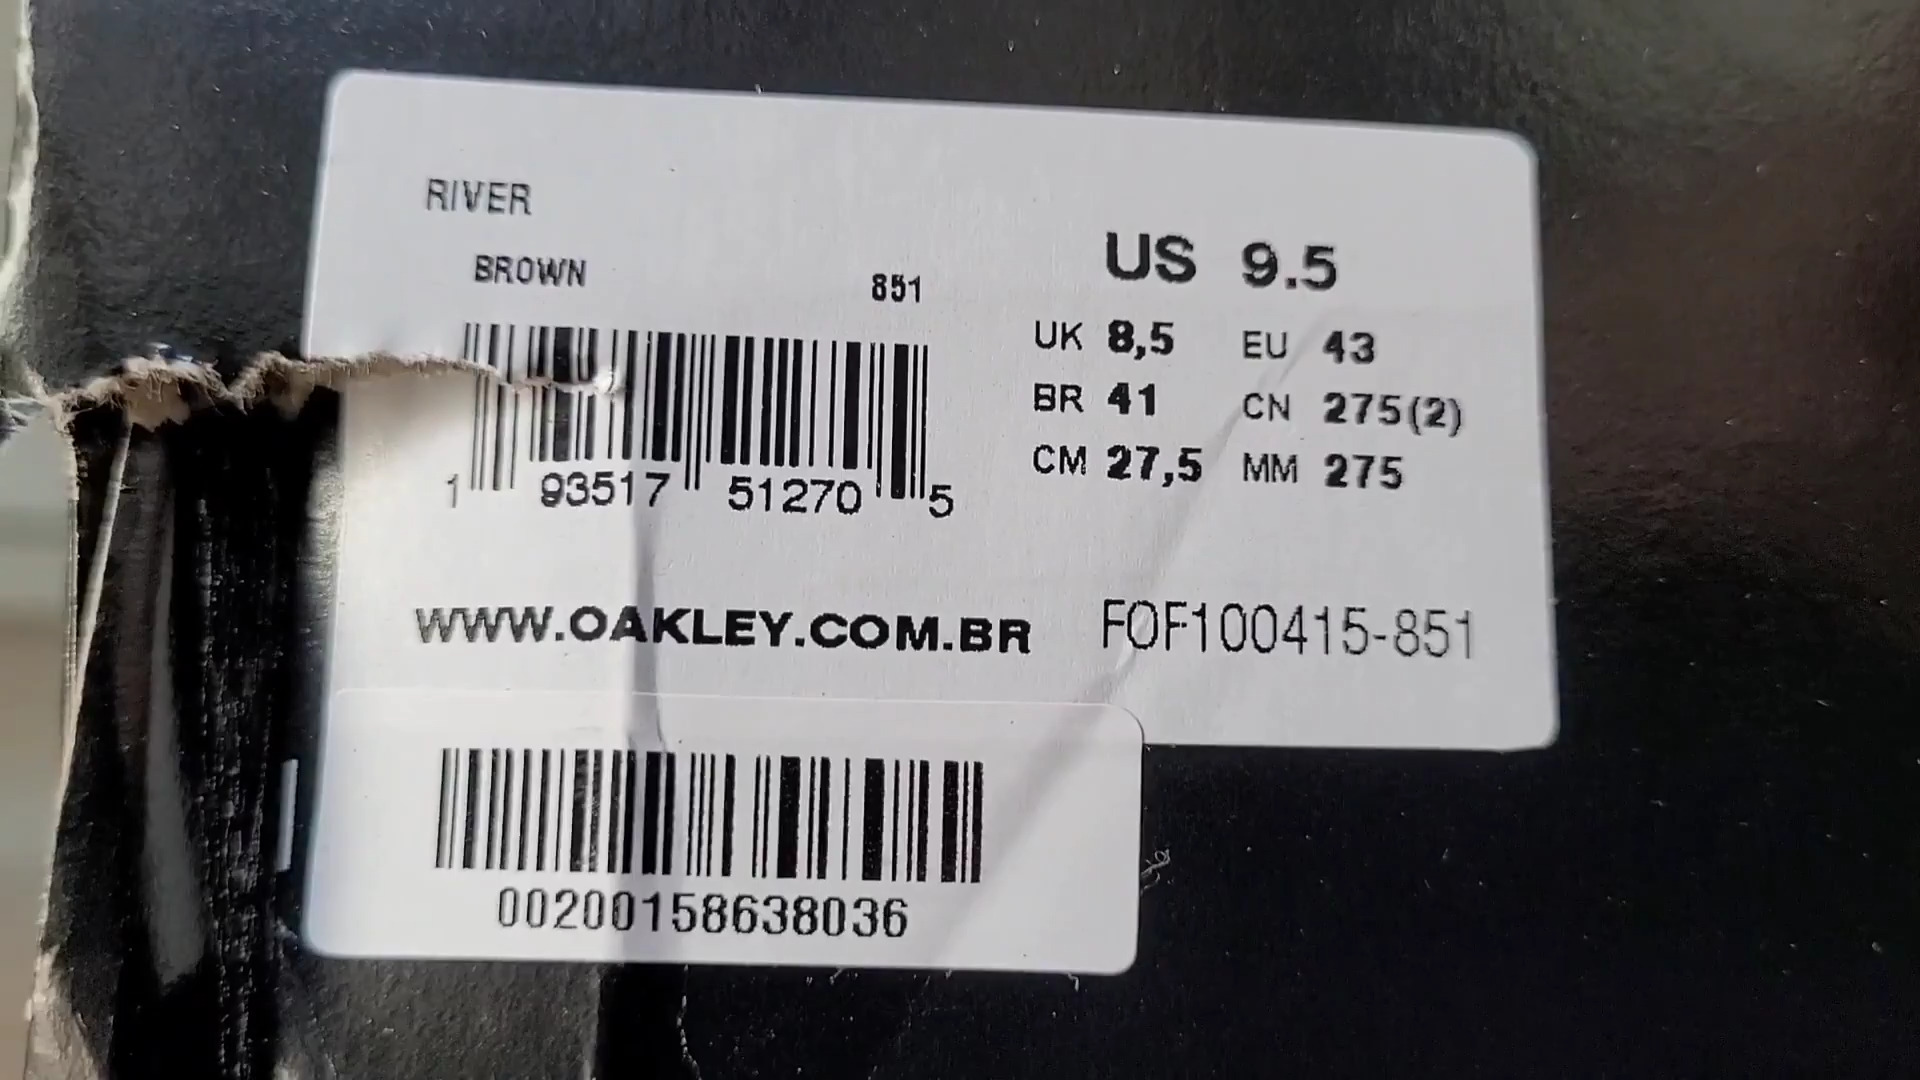 RIVER
BROWN 851
US 9.5
UK 8,5 EU 43
BR 41 CN 275(2)
CM 27,5 MM 275
1 93517 51270 5
WWW.OAKLEY.COM.BR FOF100415-851
00200158638036